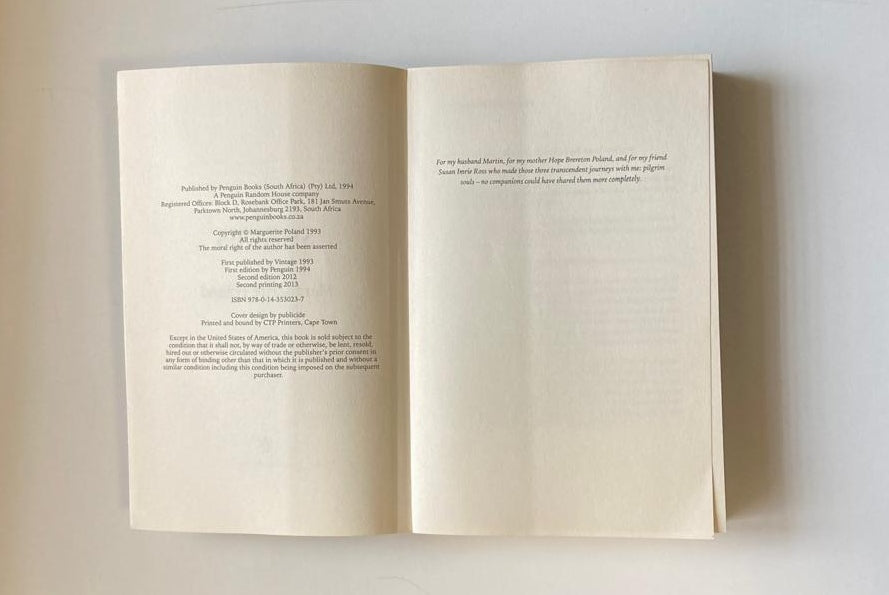 Published by Penguin Books (South Africa) (Pty) Ltd, 1994
A Penguin Random House company
Registered Offices: Block D, Rosebank Office Park, 181 Jan Smuts Avenue,
Parktown North, Johannesburg 2193, South Africa
www.penguinbooks.co.za
Copyright © Marguerite Poland 1993
All rights reserved
The moral right of the author has been asserted
First published by Vintage 1993
First edition by Penguin 1994
Second edition 2012
Second printing 2013
ISBN 978-0-14-353023-7
Cover design by publicide
Printed and bound by CTP Printers, Cape Town
Except in the United States of America, this book is sold subject to the
condition that it shall not, by way of trade or otherwise, be lent, resold,
hired out or otherwise circulated without the publisher's prior consent in
any form of binding other than that in which it is published and without a
similar condition including this condition being imposed on the subsequent
purchaser.
For my husband Martin, for my mother Hope Brereton Poland, and for my friend
Susan Imrie Ross who made those three transcendent journeys with me: pilgrim
souls – no companions could have shared them more completely.